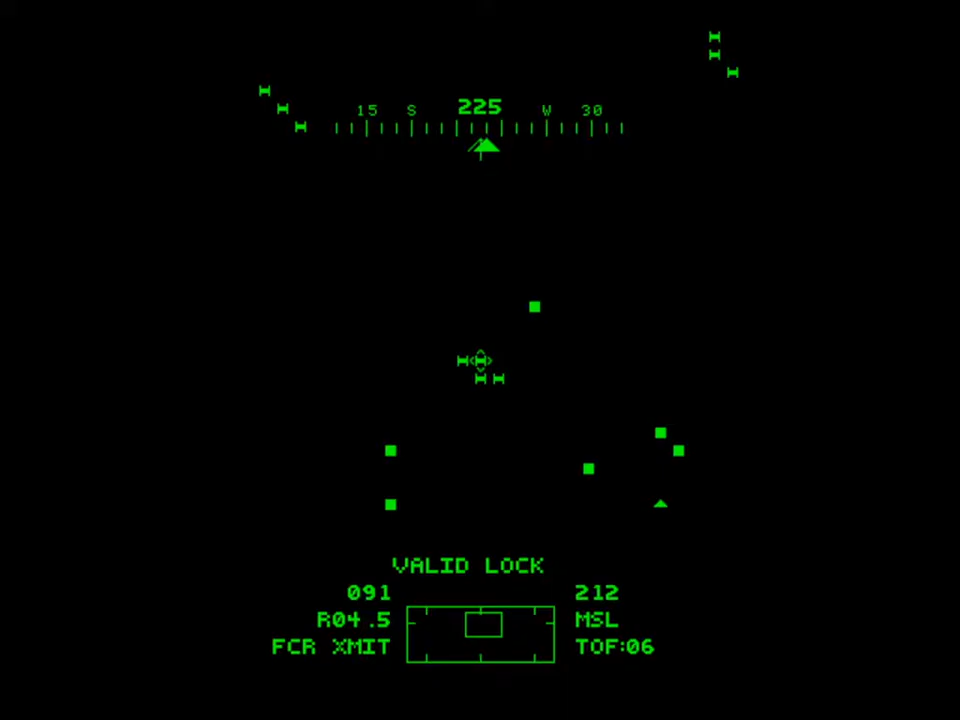 15 S 225 W 30
VALID LOCK
091 212
R04.5 MSL
FCR XMIT TOF:06